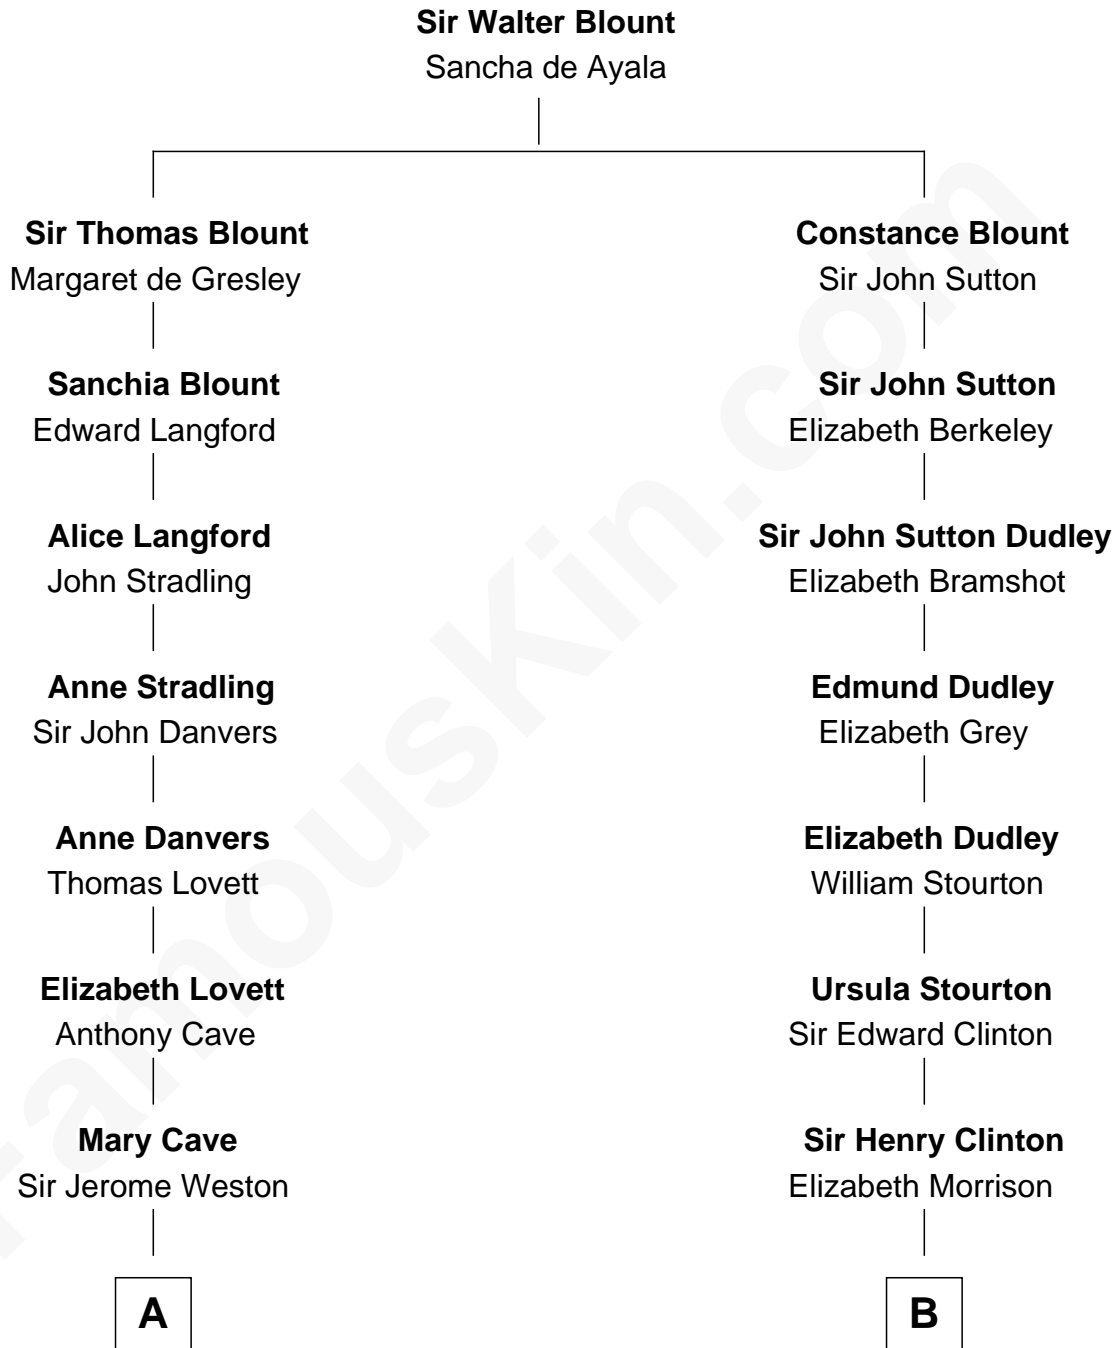 Sir Walter Blount
Sancha de Ayala
Sir Thomas Blount
Margaret de Gresley
Constance Blount
Sir John Sutton
Sanchia Blount
Edward Langford
Sir John Sutton
Elizabeth Berkeley
Alice Langford
John Stradling
Sir John Sutton Dudley
Elizabeth Bramshot
Anne Stradling
Sir John Danvers
Edmund Dudley
Elizabeth Grey
Anne Danvers
Thomas Lovett
Elizabeth Dudley
William Stourton
Elizabeth Lovett
Anthony Cave
Ursula Stourton
Sir Edward Clinton
Mary Cave
Sir Jerome Weston
Sir Henry Clinton
Elizabeth Morrison
A
B
FamousKin.com